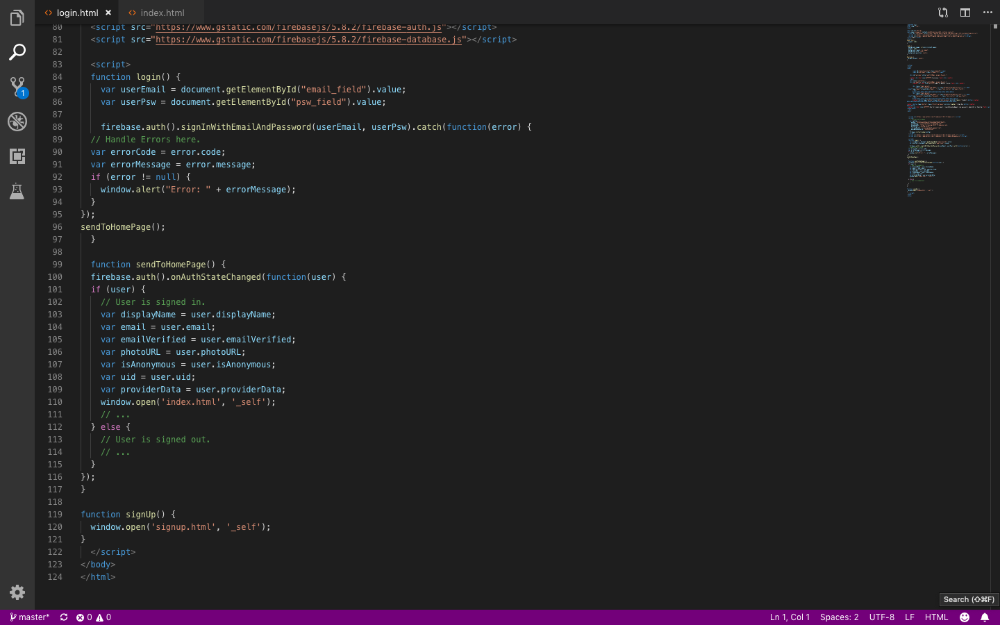 login.html
index.html
80 <script src="https://www.gstatic.com/firebasejs/5.8.2/firebase-auth.js"></script>
81 <script src="https://www.gstatic.com/firebasejs/5.8.2/firebase-database.js"></script>
82
83 <script>
84 function login() {
85 var userEmail = document.getElementById("email_field").value;
86 var userPsw = document.getElementById("psw_field").value;
87
88 firebase.auth().signInWithEmailAndPassword(userEmail, userPsw).catch(function(error) {
89 // Handle Errors here.
90 var errorCode = error.code;
91 var errorMessage = error.message;
92 if (error != null) {
93 window.alert("Error: " + errorMessage);
94 }
95 });
96 sendToHomePage();
97 }
98
99 function sendToHomePage() {
100 firebase.auth().onAuthStateChanged(function(user) {
101 if (user) {
102 // User is signed in.
103 var displayName = user.displayName;
104 var email = user.email;
105 var emailVerified = user.emailVerified;
106 var photoURL = user.photoURL;
107 var isAnonymous = user.isAnonymous;
108 var uid = user.uid;
109 var providerData = user.providerData;
110 window.open('index.html', '_self');
111 // ...
112 } else {
113 // User is signed out.
114 // ...
115 }
116 });
117 }
118
119 function signUp() {
120 window.open('signup.html', '_self');
121 }
122 </script>
123 </body>
124 </html>
1
Search (⇧⌘F)
master* 0 0 Ln 1, Col 1 Spaces: 2 UTF-8 LF HTML